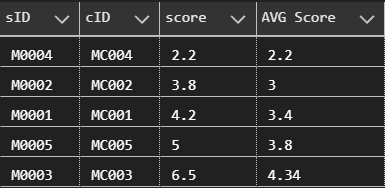 sID cID score AVG Score
M0004 MC004 2.2 2.2
M0002 MC002 3.8 3
M0001 MC001 4.2 3.4
M0005 MC005 5 3.8
M0003 MC003 6.5 4.34